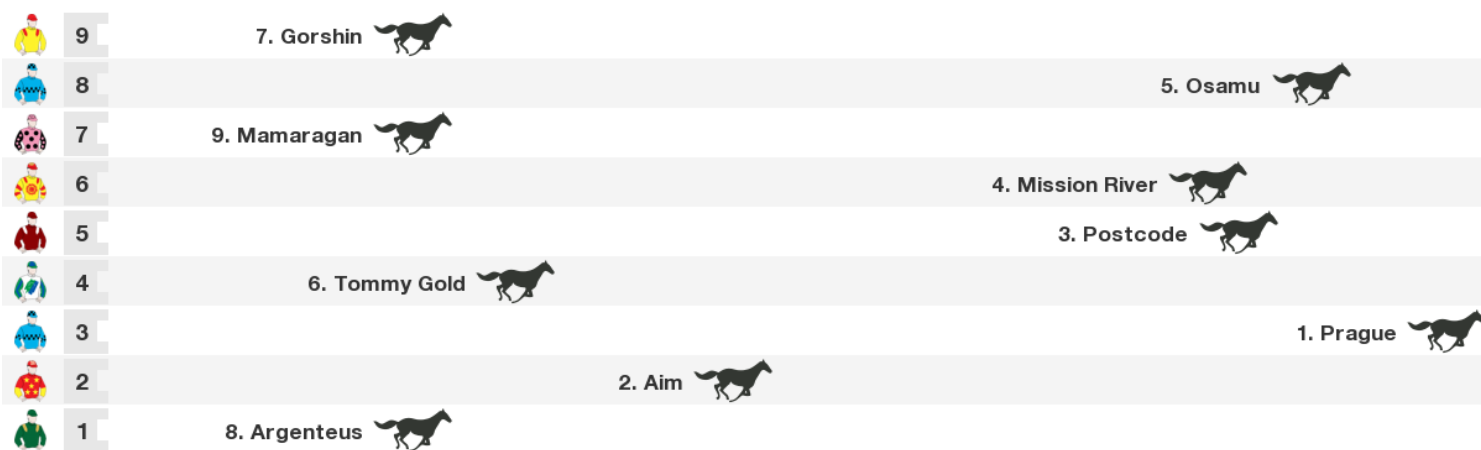 9 7. Gorshin
8 5. Osamu
7 9. Mamaragan
6 4. Mission River
5 3. Postcode
4 6. Tommy Gold
3 1. Prague
2 2. Aim
1 8. Argenteus